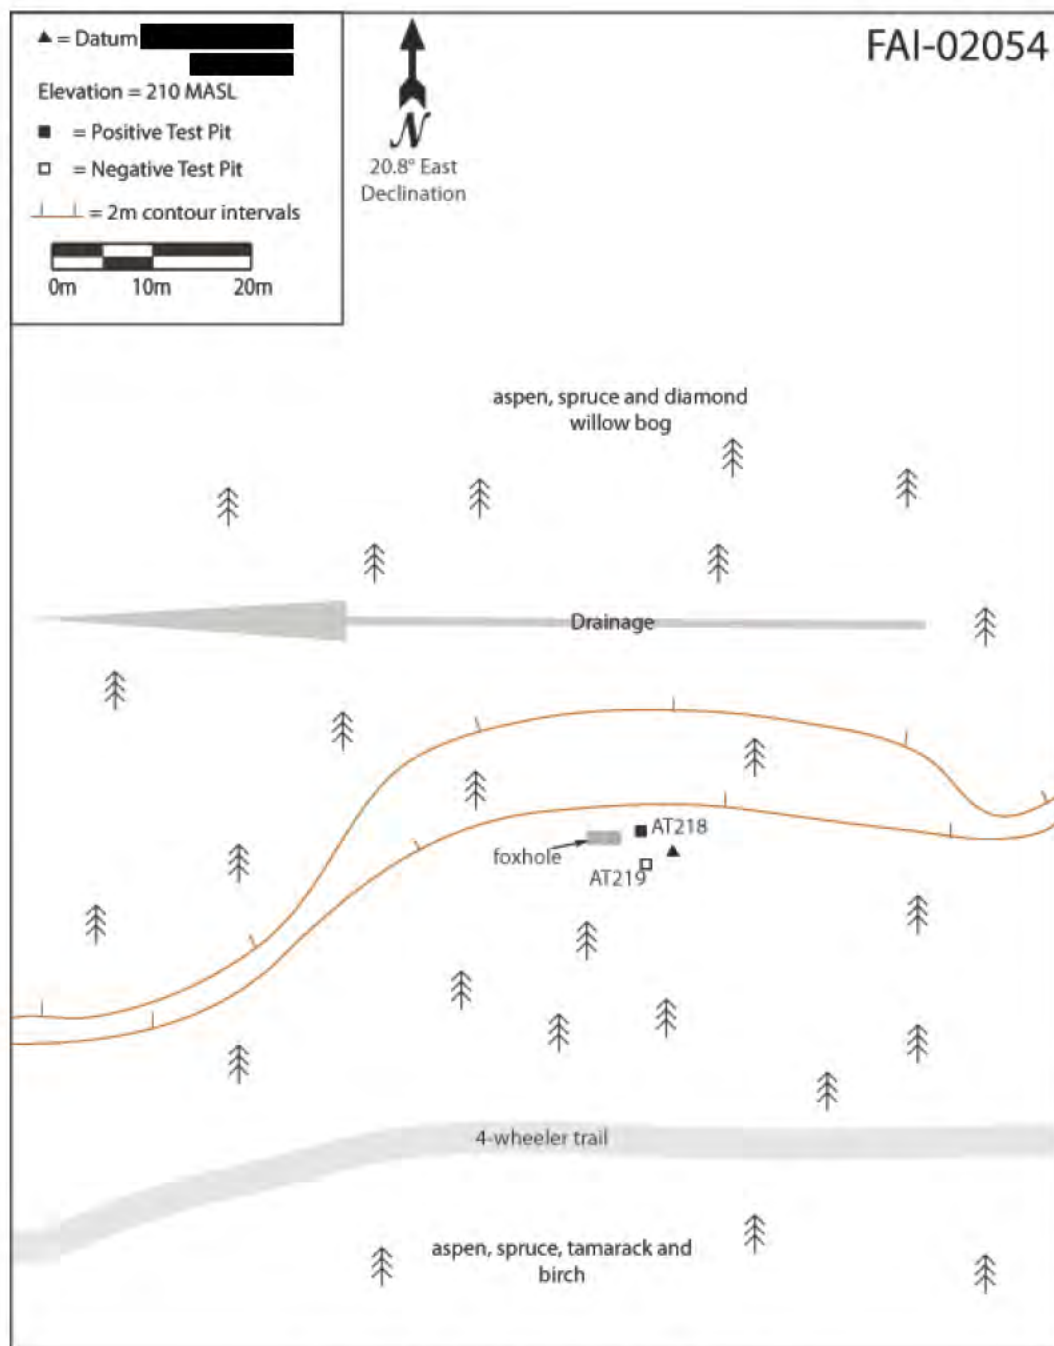 ▲ = Datum
Elevation = 210 MASL
■ = Positive Test Pit
□ = Negative Test Pit
= 2m contour intervals
0m 10m 20m
N
20.8° East
Declination
FAI-02054
aspen, spruce and diamond
willow bog
Drainage
AT218
foxhole
AT219
4-wheeler trail
aspen, spruce, tamarack and
birch